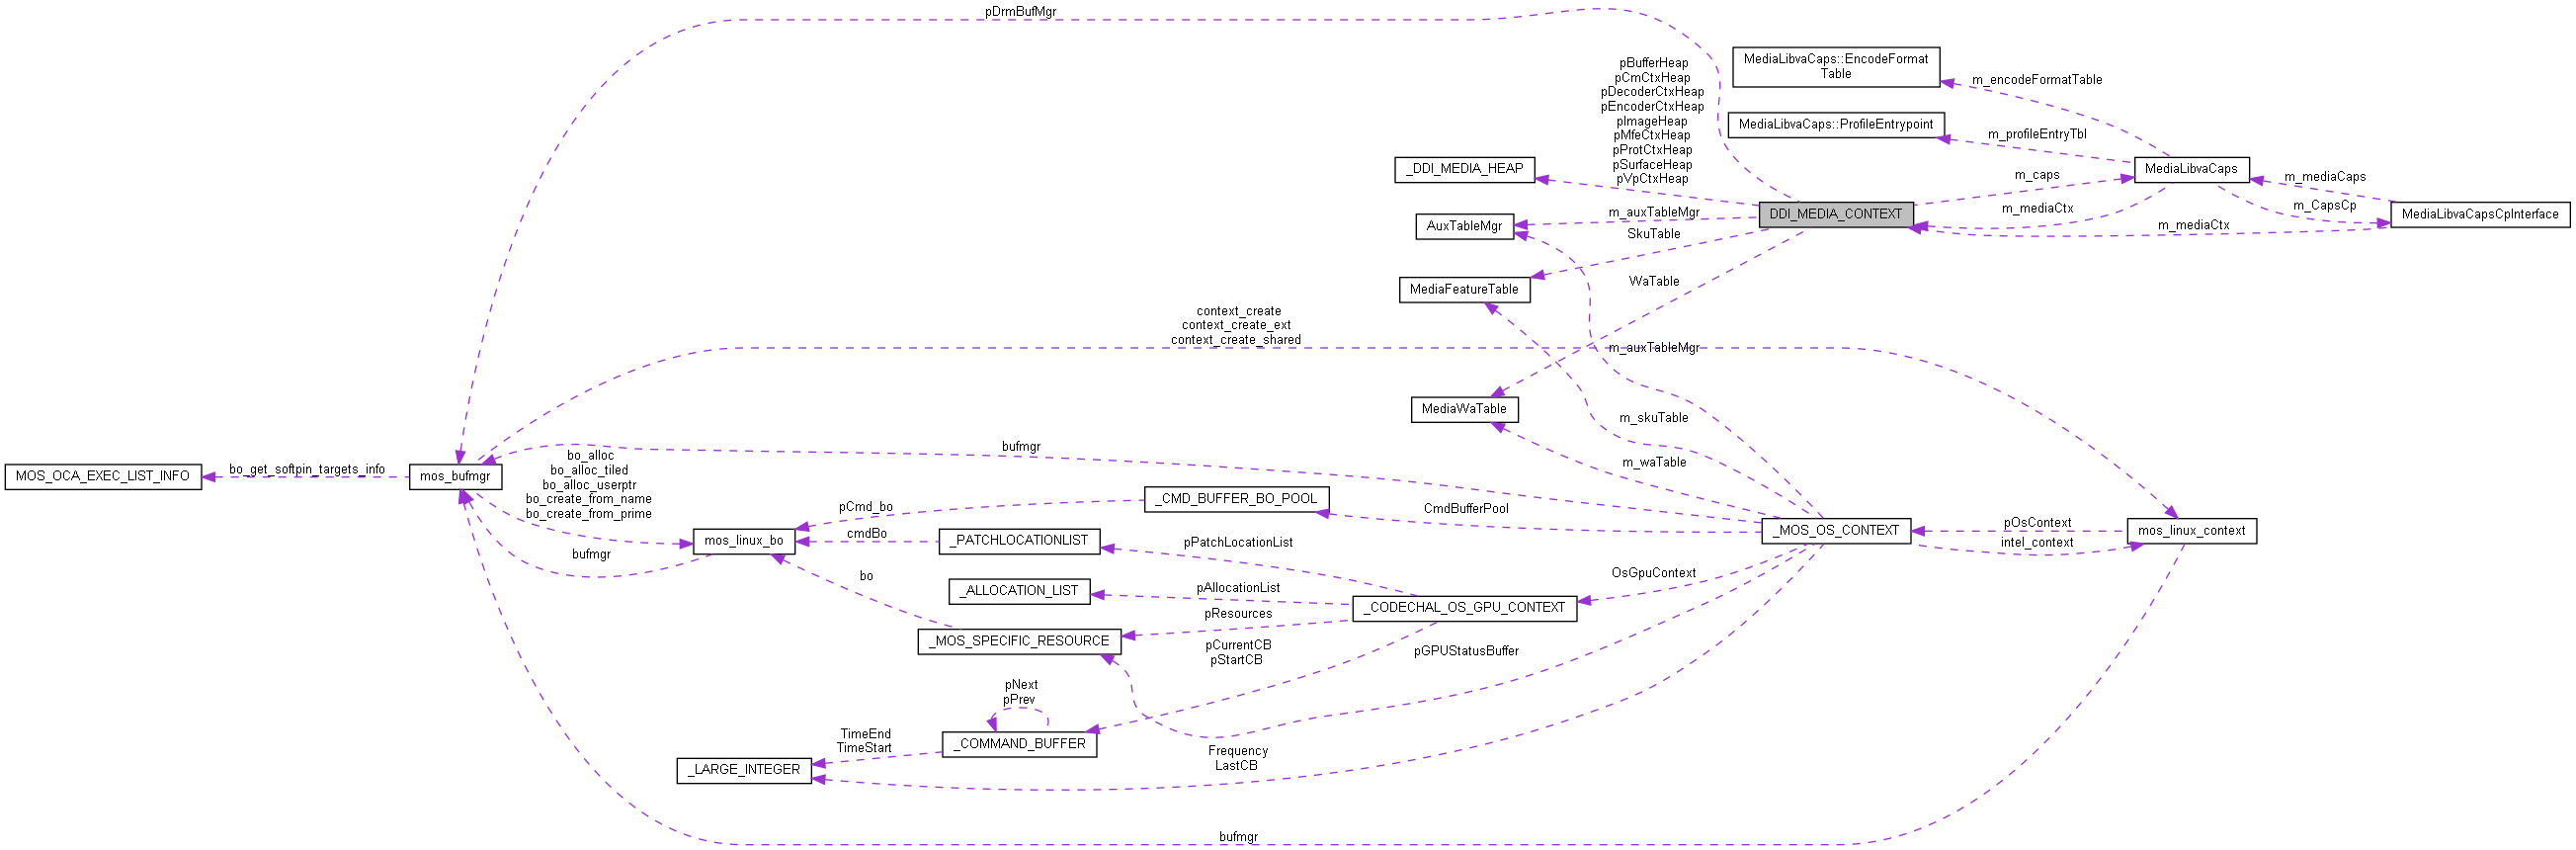 pDrmBufMgr
MediaLibvaCaps::EncodeFormat
Table
m_encodeFormatTable
pBufferHeap
pCmCtxHeap
pDecoderCtxHeap
pEncoderCtxHeap
pImageHeap
pMfeCtxHeap
pProtCtxHeap
pSurfaceHeap
pVpCtxHeap
MediaLibvaCaps::ProfileEntrypoint
m_profileEntryTbl
_DDI_MEDIA_HEAP
MediaLibvaCaps
m_caps
m_mediaCaps
m_mediaCtx
m_CapsCp
DDI_MEDIA_CONTEXT
MediaLibvaCapsCpInterface
m_mediaCtx
m_auxTableMgr
AuxTableMgr
SkuTable
MediaFeatureTable
WaTable
context_create
context_create_ext
context_create_shared
m_auxTableMgr
MediaWaTable
m_skuTable
bufmgr
m_waTable
MOS_OCA_EXEC_LIST_INFO
bo_get_softpin_targets_info
mos_bufmgr
bo_alloc
bo_alloc_tiled
bo_alloc_userptr
bo_create_from_name
bo_create_from_prime
bufmgr
mos_linux_bo
pCmd_bo
_CMD_BUFFER_BO_POOL
CmdBufferPool
cmdBo
_PATCHLOCATIONLIST
pPatchLocationList
_MOS_OS_CONTEXT
pOsContext
intel_context
mos_linux_context
bo
_ALLOCATION_LIST
pAllocationList
OsGpuContext
_CODECHAL_OS_GPU_CONTEXT
pResources
_MOS_SPECIFIC_RESOURCE
pCurrentCB
pStartCB
pGPUStatusBuffer
pNext
pPrev
_COMMAND_BUFFER
TimeEnd
TimeStart
_LARGE_INTEGER
Frequency
LastCB
bufmgr